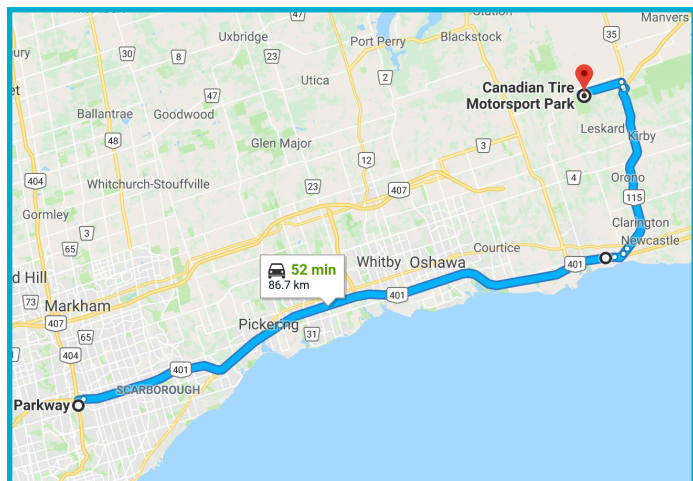 47
Manvers
Station
35
Uxbridge
Port Perry
Blackstock
30
8
23
Utica
2
Canadian Tire
Motorsport Park
47
Ballantrae
Goodwood
48
Leskard
Kirby
Glen Major
3
12
404
Whitchurch-Stouffville
23
407
4
Orono
115
Gormley
3
Clarington
65
Newcastle
Courtice
52 min
86.7 km
Whitby
Oshawa
401
d Hill
73
Markham
401
407
65
Pickering
31
404
401
SCARBOROUGH
Parkway